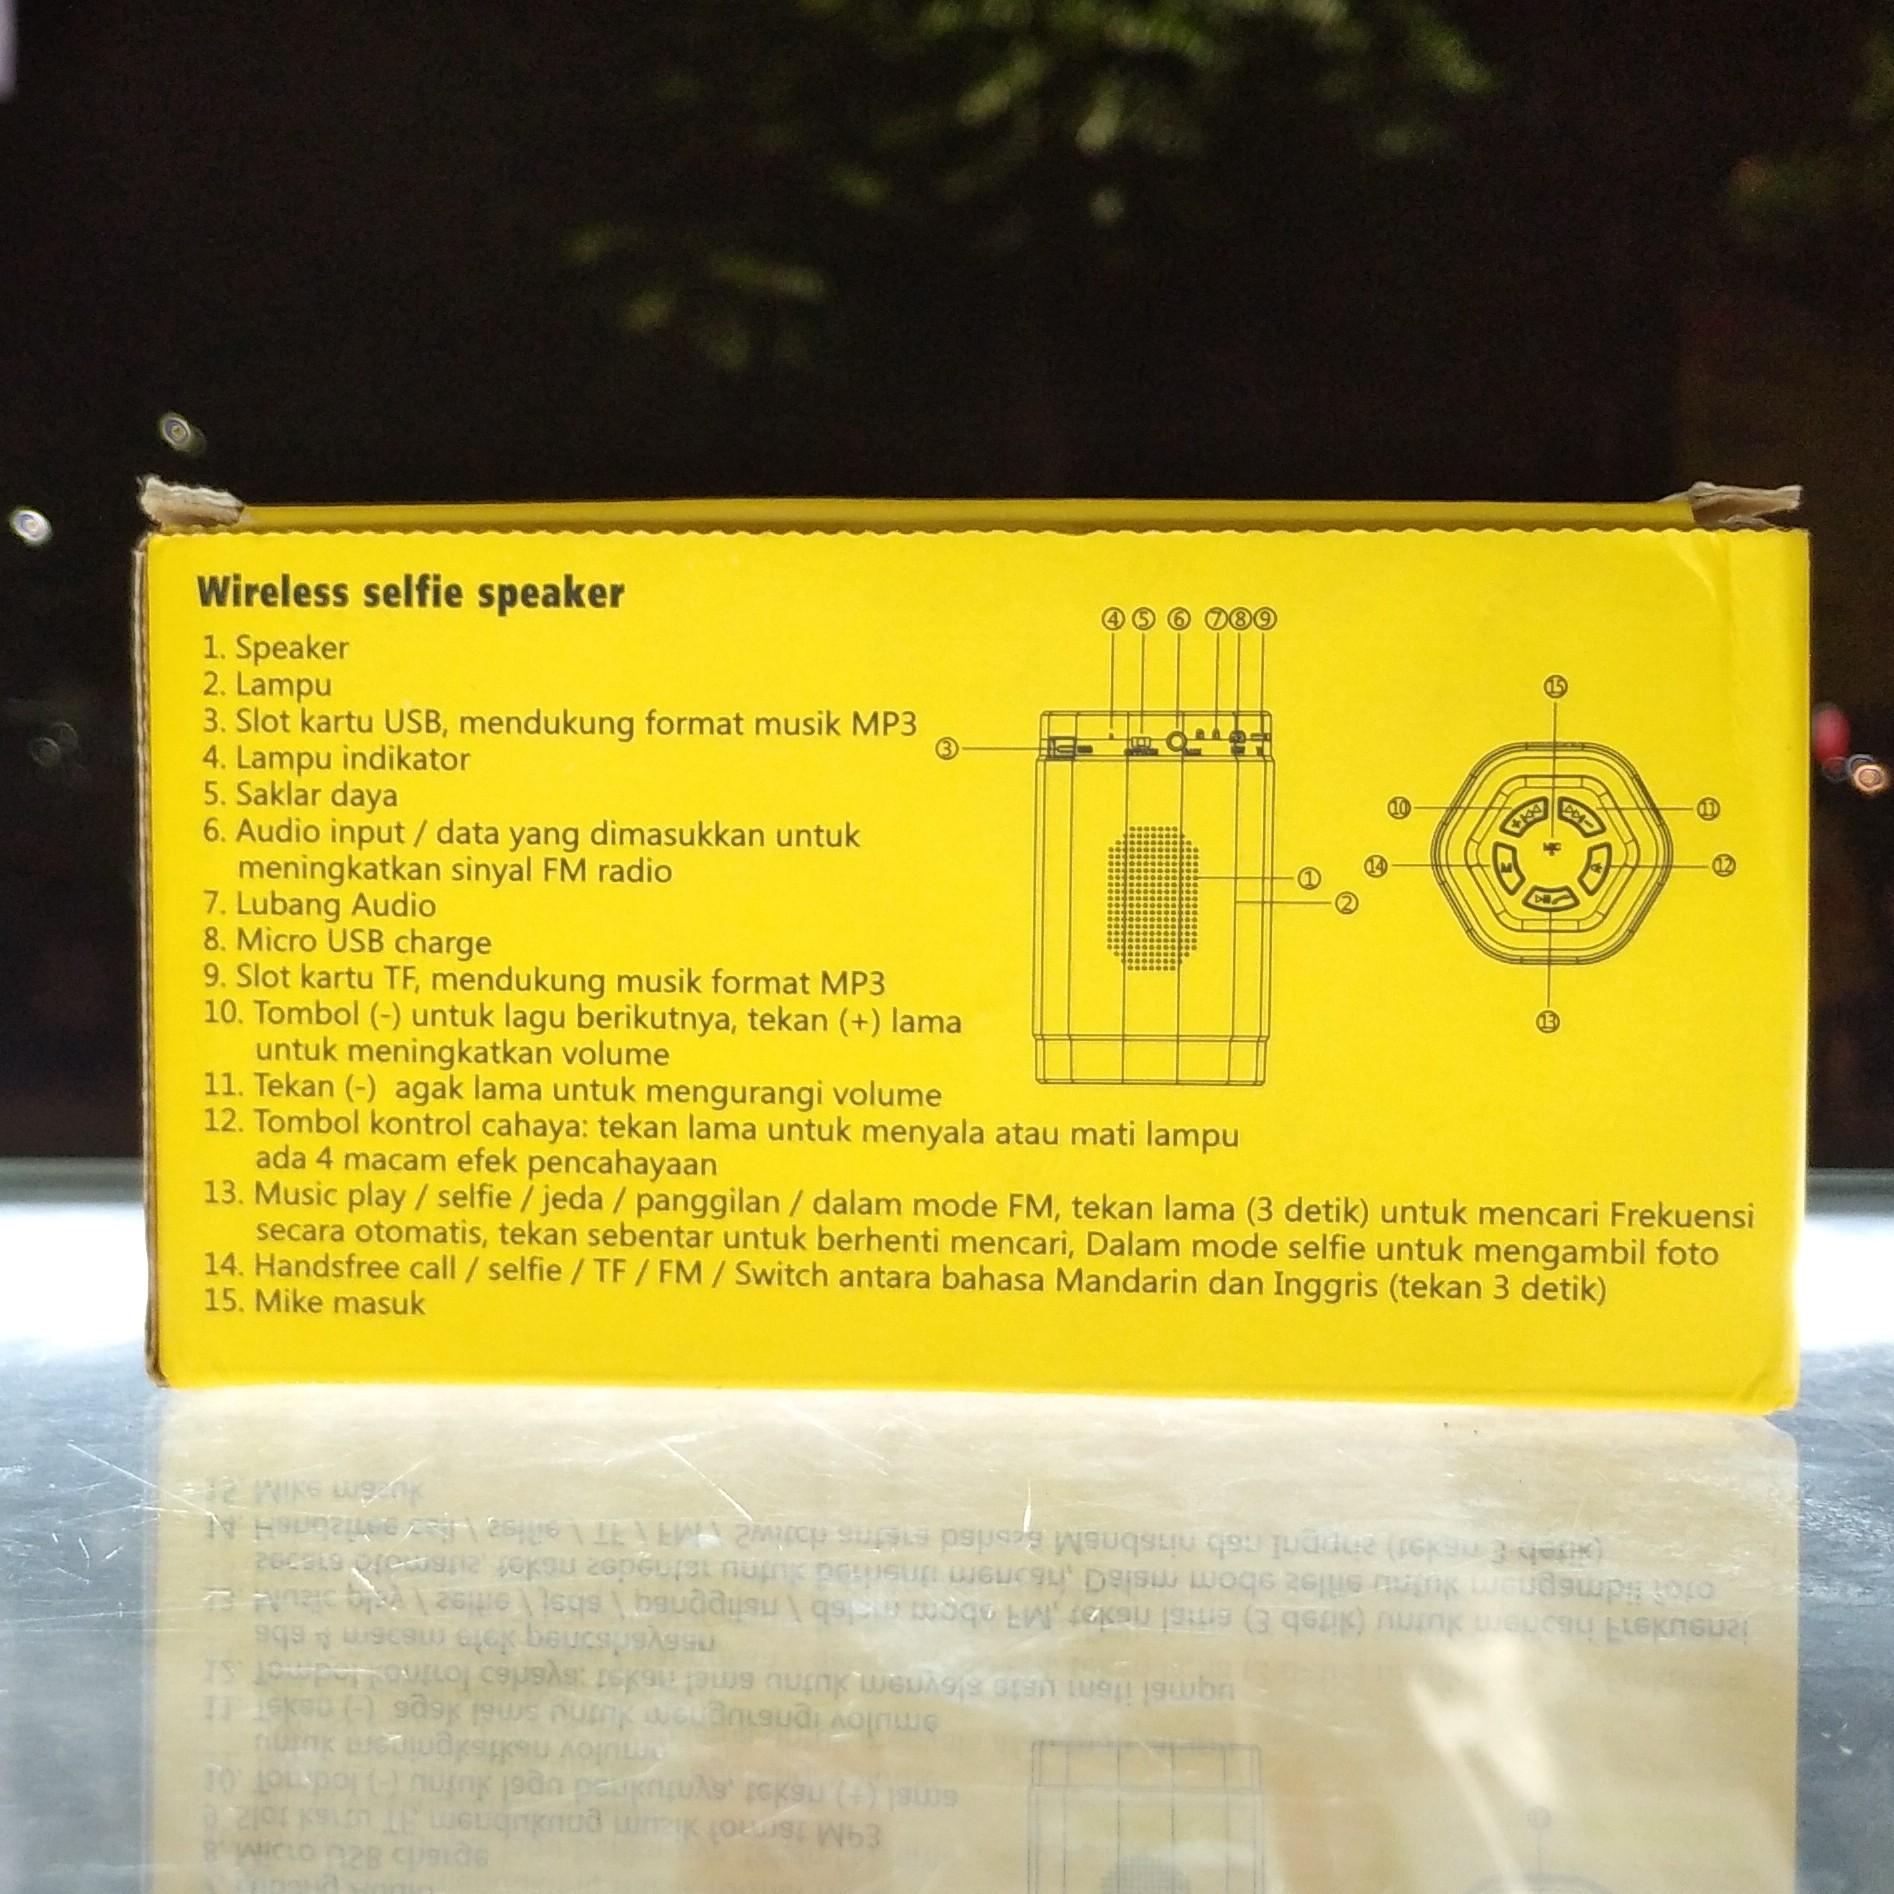 Wireless selfie speaker
1. Speaker
2. Lampu
3. Slot kartu USB, mendukung format musik MP3
4. Lampu indikator
5. Saklar daya
6. Audio input / data yang dimasukkan untuk
meningkatkan sinyal FM radio
7. Lubang Audio
8. Micro USB charge
9. Slot kartu TF, mendukung musik format MP3
10. Tombol (-) untuk lagu berikutnya, tekan (+) lama
untuk meningkatkan volume
11. Tekan (-) agak lama untuk mengurangi volume
12. Tombol kontrol cahaya: tekan lama untuk menyala atau mati lampu
ada 4 macam efek pencahayaan
13. Music play / selfie / jeda / panggilan / dalam mode FM, tekan lama (3 detik) untuk mencari Frekuensi
secara otomatis, tekan sebentar untuk berhenti mencari, Dalam mode selfie untuk mengambil foto
14. Handsfree call / selfie / TF / FM / Switch antara bahasa Mandarin dan Inggris (tekan 3 detik)
15. Mike masuk
④ ⑤ ⑥ ⑦ ⑧ ⑨
③
①
②
⑮
⑩ ⑪
MIC
M
⑭ ⑫
⑬